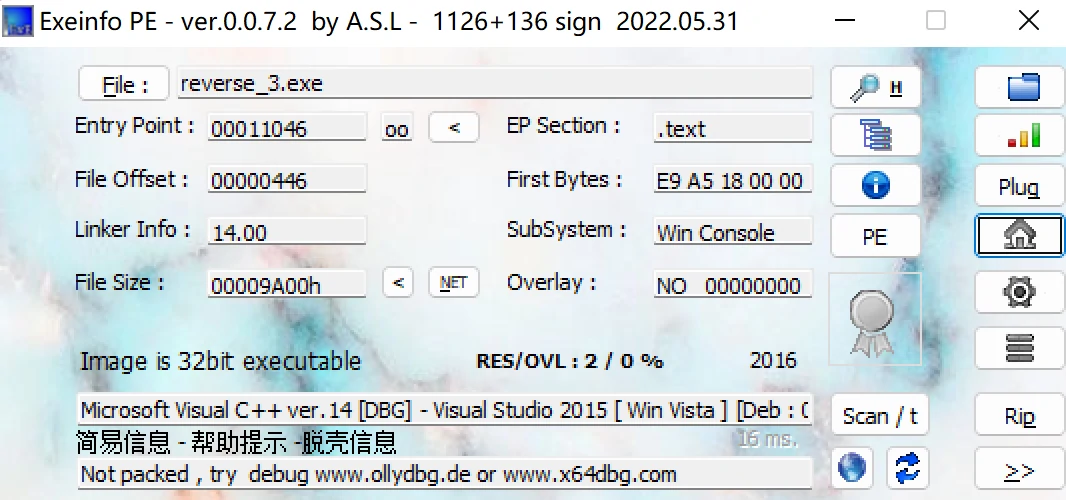 Exeinfo PE - ver.0.0.7.2 by A.S.L - 1126+136 sign 2022.05.31
File : reverse_3.exe H
Entry Point : 00011046 oo < EP Section : .text
File Offset : 00000446 First Bytes : E9 A5 18 00 00 Plug
Linker Info : 14.00 SubSystem : Win Console PE
File Size : 00009A00h < NET Overlay : NO 00000000
Image is 32bit executable RES/OVL : 2 / 0 % 2016
Microsoft Visual C++ ver.14 [DBG] - Visual Studio 2015 [ Win Vista ] [Deb : Scan / t Rip
简易信息 - 帮助提示 -脱壳信息 16 ms.
Not packed , try debug www.ollydbg.de or www.x64dbg.com >>